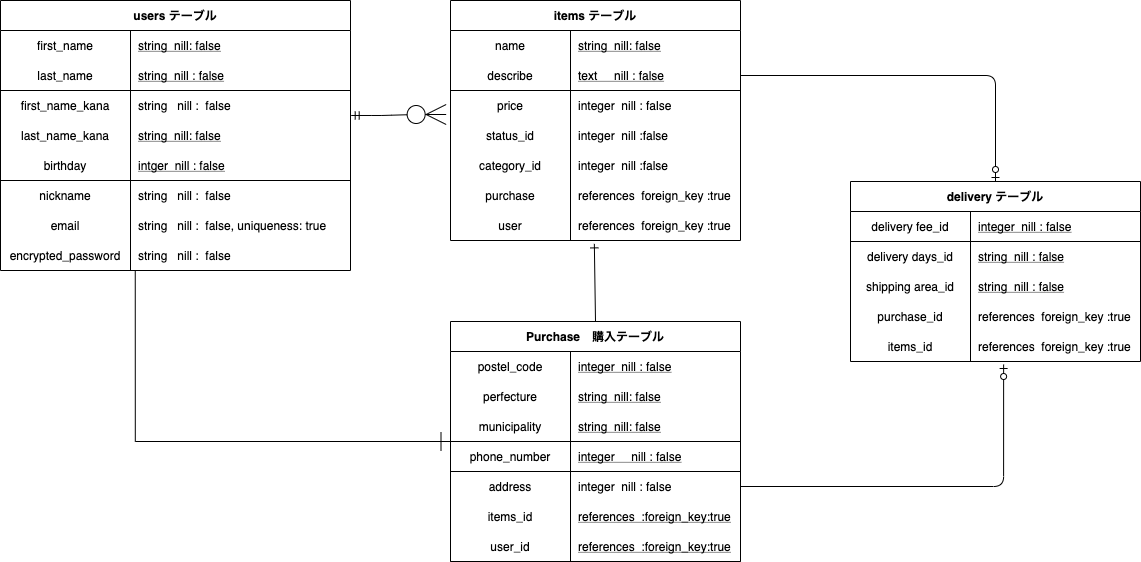 users テーブル
first_name string nill: false
last_name string nill : false
first_name_kana string nill : false
last_name_kana string nill: false
birthday intger nill : false
nickname string nill : false
email string nill : false, uniqueness: true
encrypted_password string nill : false
items テーブル
name string nill: false
describe text nill : false
price integer nill : false
status_id integer nill :false
category_id integer nill :false
purchase references foreign_key :true
user references foreign_key :true
delivery テーブル
delivery fee_id integer nill : false
delivery days_id string nill : false
shipping area_id string nill : false
purchase_id references foreign_key :true
items_id references foreign_key :true
Purchase 購入テーブル
postel_code integer nill : false
perfecture string nill: false
municipality string nill: false
phone_number integer nill : false
address integer nill : false
items_id references :foreign_key:true
user_id references :foreign_key:true